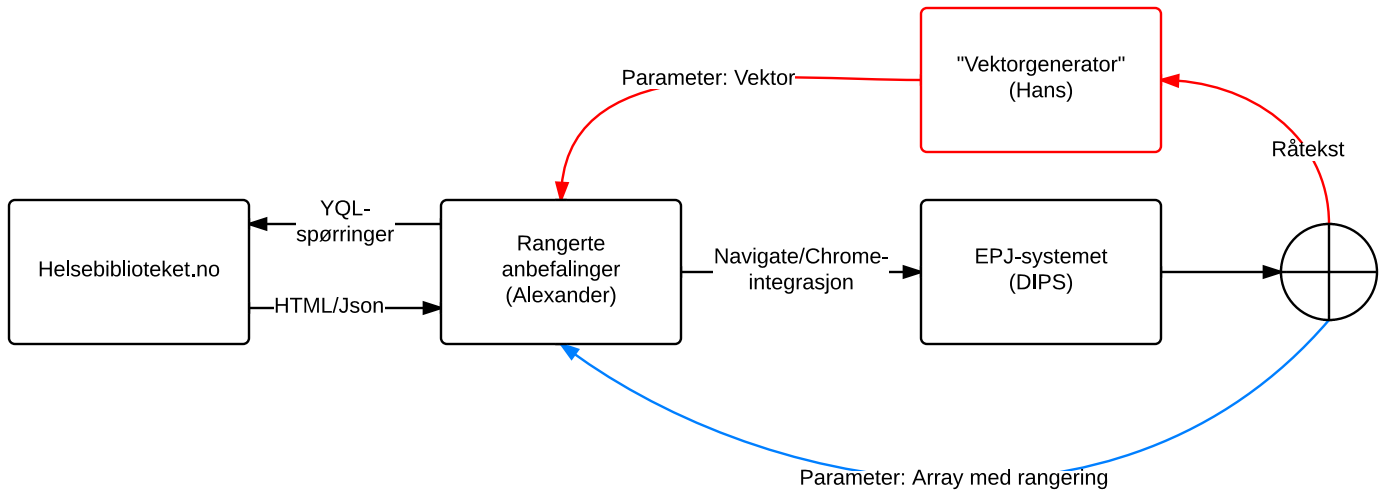 "Vektorgenerator"
(Hans)
Parameter: Vektor
Råtekst
YQL-
spørringer
Helsebiblioteket.no
HTML/Json
Rangerte
anbefalinger
(Alexander)
Navigate/Chrome-
integrasjon
EPJ-systemet
(DIPS)
Parameter: Array med rangering